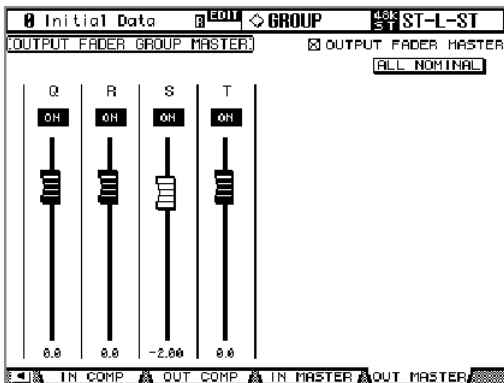 0 Initial Data EDIT GROUP 48k ST ST-L-ST
OUTPUT FADER GROUP MASTER OUTPUT FADER MASTER
ALL NOMINAL
Q R S T
ON ON ON ON
0.0 0.0 -2.00 0.0
IN COMP OUT COMP IN MASTER OUT MASTER